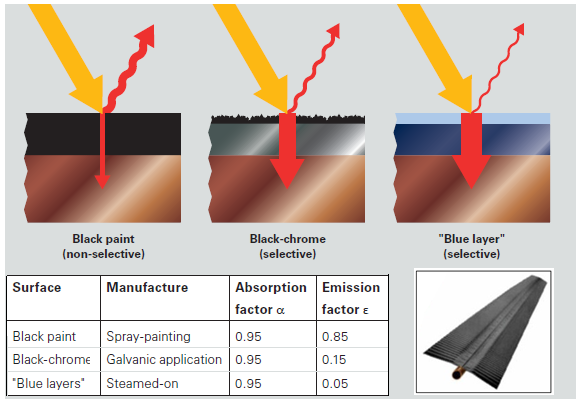 Black paint
(non-selective)
Black-chrome
(selective)
"Blue layer"
(selective)
Surface Manufacture Absorption factor α Emission factor ε
Black paint Spray-painting 0.95 0.85
Black-chrome Galvanic application 0.95 0.15
"Blue layers" Steamed-on 0.95 0.05